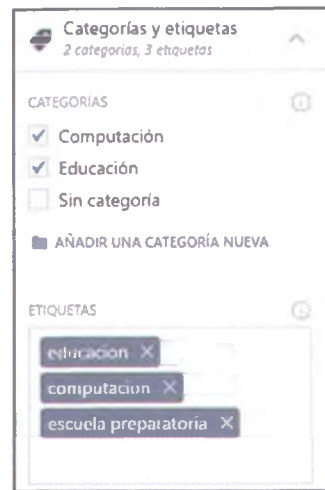 Categorías y etiquetas
2 categorías, 3 etiquetas
CATEGORÍAS
Computación
Educación
Sin categoría
AÑADIR UNA CATEGORÍA NUEVA
ETIQUETAS
educacion ×
computacion ×
escuela preparatoria ×